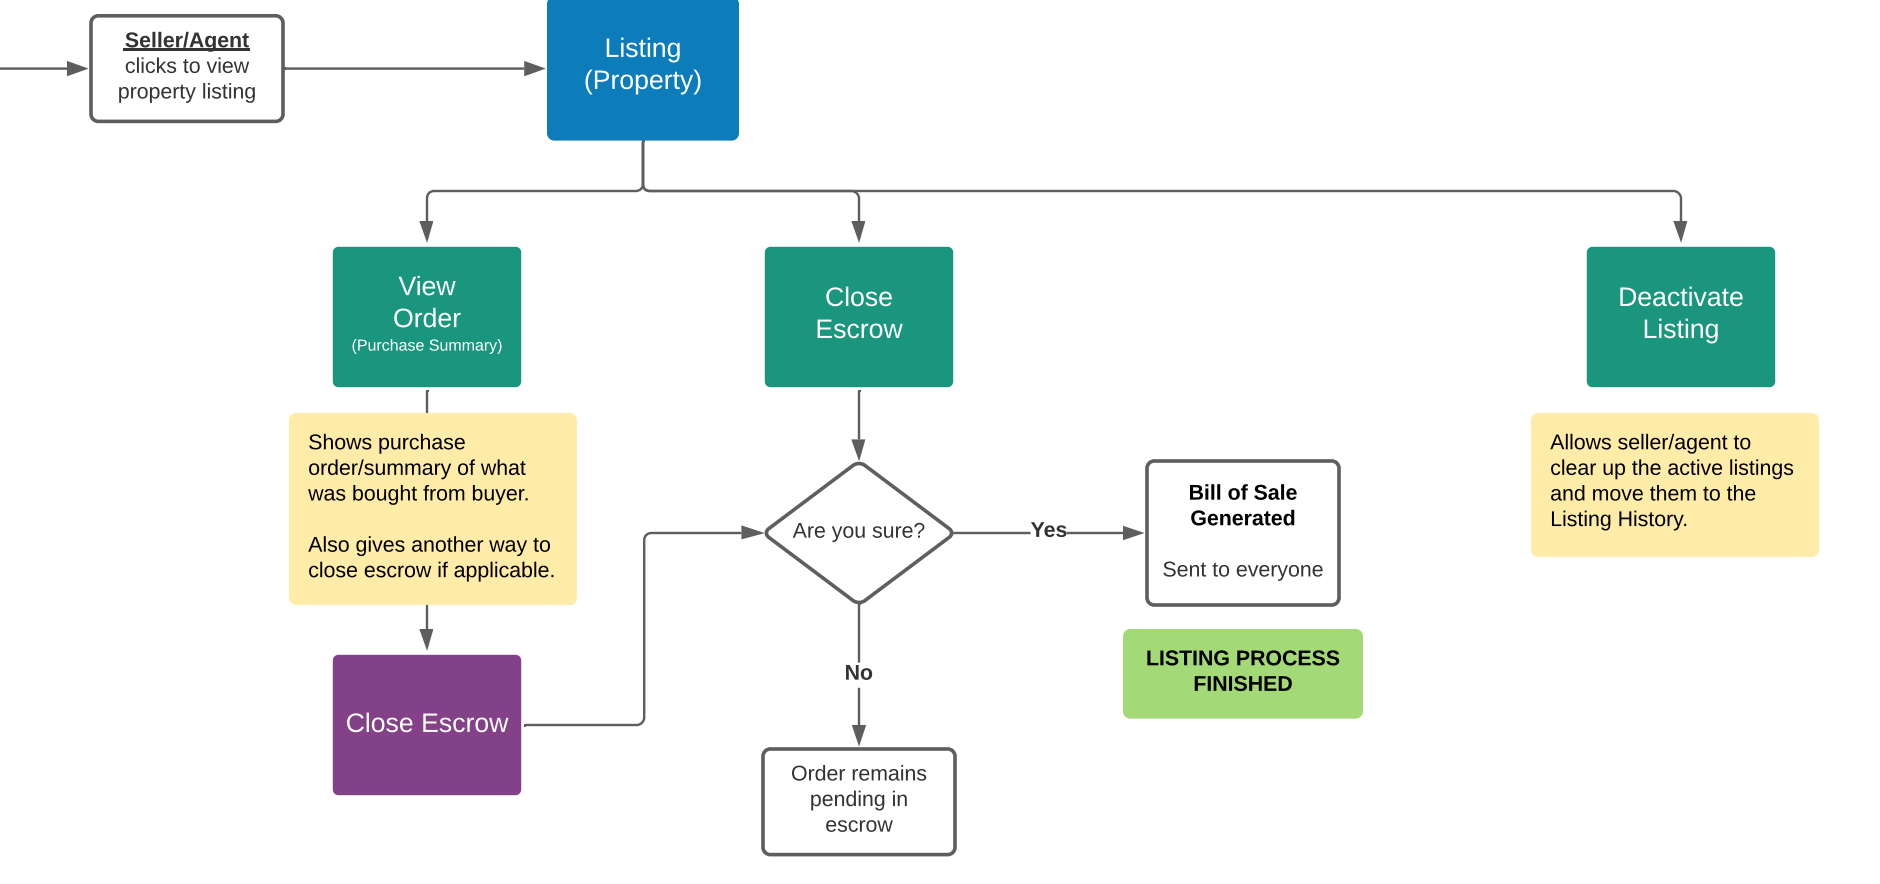 Seller/Agent
clicks to view
property listing
Listing
(Property)
View
Order
(Purchase Summary)
Close
Escrow
Deactivate
Listing
Shows purchase
order/summary of what
was bought from buyer.
Also gives another way to
close escrow if applicable.
Allows seller/agent to
clear up the active listings
and move them to the
Listing History.
Are you sure?
Yes
Bill of Sale
Generated
Sent to everyone
LISTING PROCESS
FINISHED
No
Close Escrow
Order remains
pending in
escrow